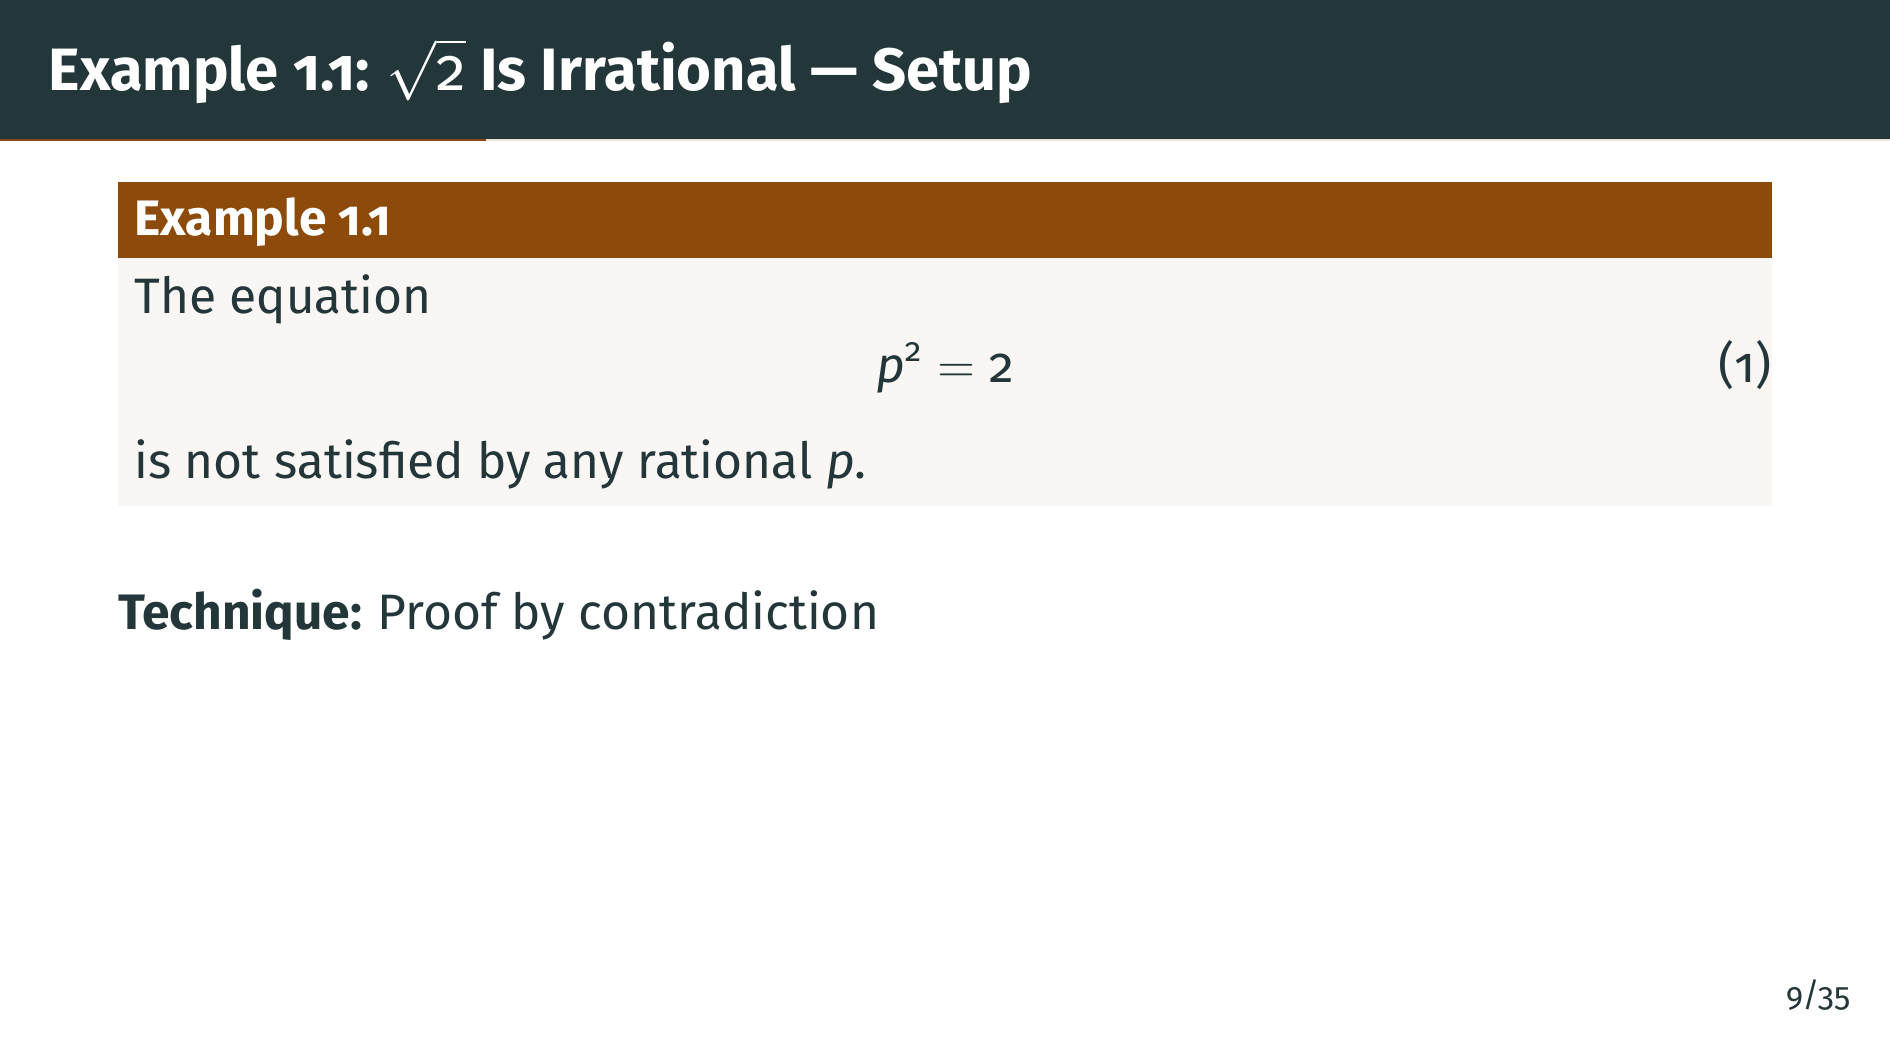 Example 1.1: √2 Is Irrational — Setup
Example 1.1
The equation
p² = 2 (1)
is not satisfied by any rational p.
Technique: Proof by contradiction
9/35